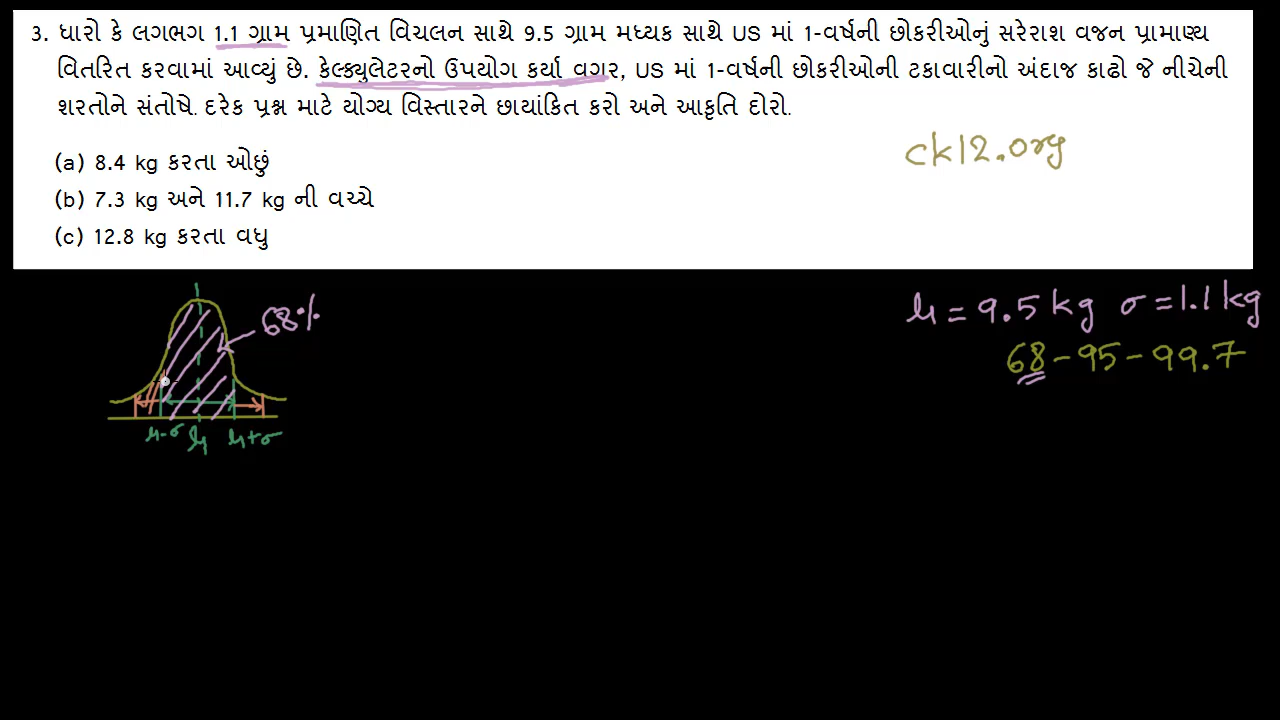 3. ધારો કે લગભગ 1.1 ગ્રામ પ્રમાણિત વિચલન સાથે 9.5 ગ્રામ મધ્યક સાથે US માં 1-વર્ષની છોકરીઓનું સરેરાશ વજન પ્રામાણ્ય
વિતરિત કરવામાં આવ્યું છે. કેલ્ક્યુલેટરનો ઉપયોગ કર્યા વગર, US માં 1-વર્ષની છોકરીઓની ટકાવારીનો અંદાજ કાઢો જે નીચેની
શરતોને સંતોષે. દરેક પ્રશ્ન માટે યોગ્ય વિસ્તારને છાયાંકિત કરો અને આકૃતિ દોરો.
ck12.org
(a) 8.4 kg કરતા ઓછું
(b) 7.3 kg અને 11.7 kg ની વચ્ચે
(c) 12.8 kg કરતા વધુ
68%
μ = 9.5 kg σ = 1.1 kg
68 - 95 - 99.7
μ-σ μ μ+σ